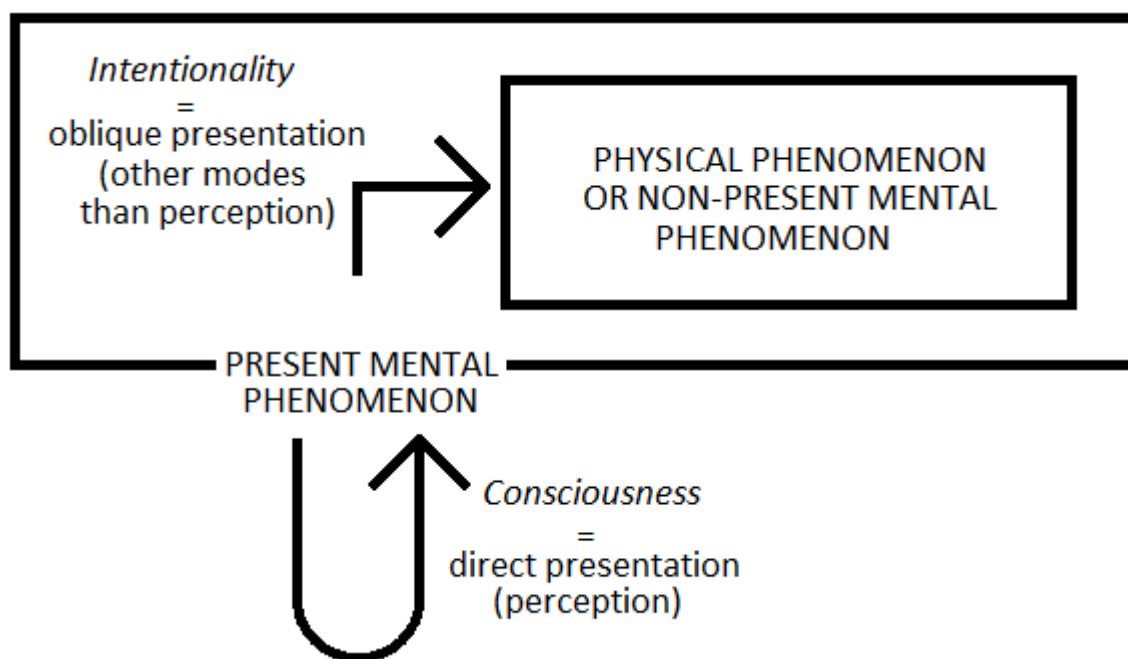 Intentionality
=
oblique presentation
(other modes
than perception)
PHYSICAL PHENOMENON
OR NON-PRESENT MENTAL
PHENOMENON
PRESENT MENTAL
PHENOMENON
Consciousness
=
direct presentation
(perception)